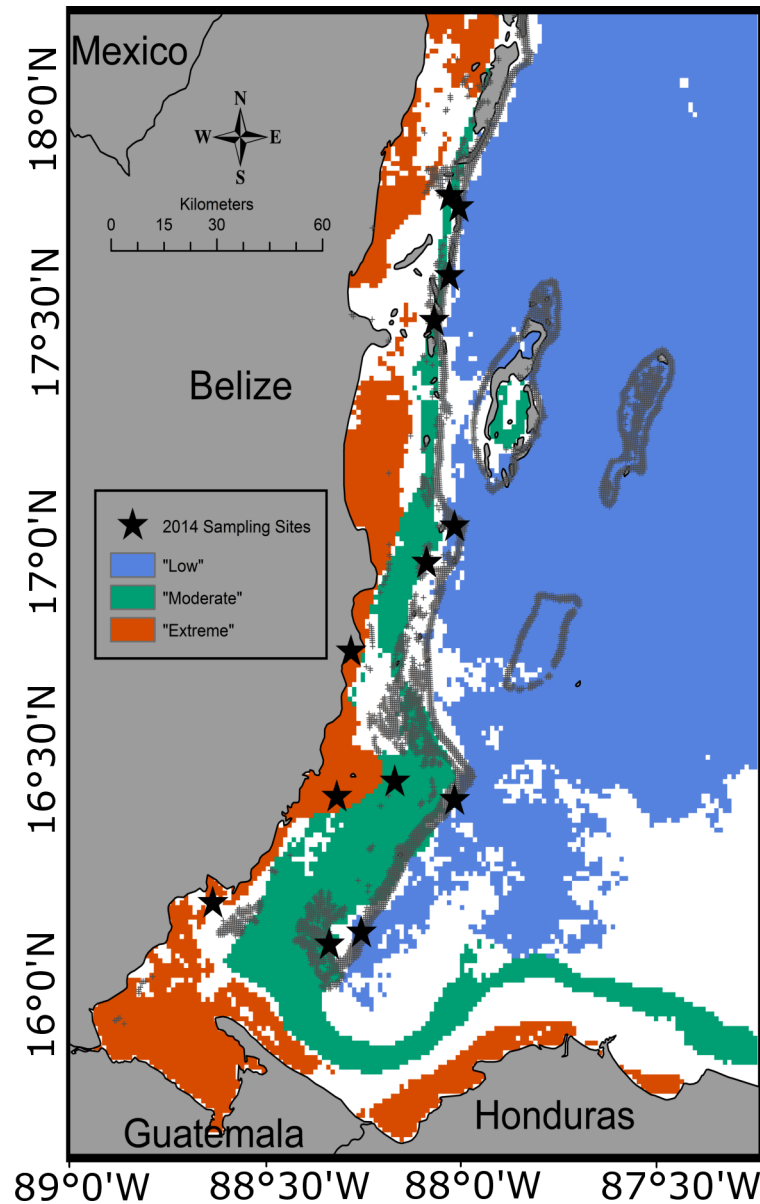 Mexico
N
W E
S
Kilometers
0 15 30 60
Belize
2014 Sampling Sites
"Low"
"Moderate"
"Extreme"
Guatemala
Honduras
18°0'N
17°30'N
17°0'N
16°30'N
16°0'N
89°0'W 88°30'W 88°0'W 87°30'W